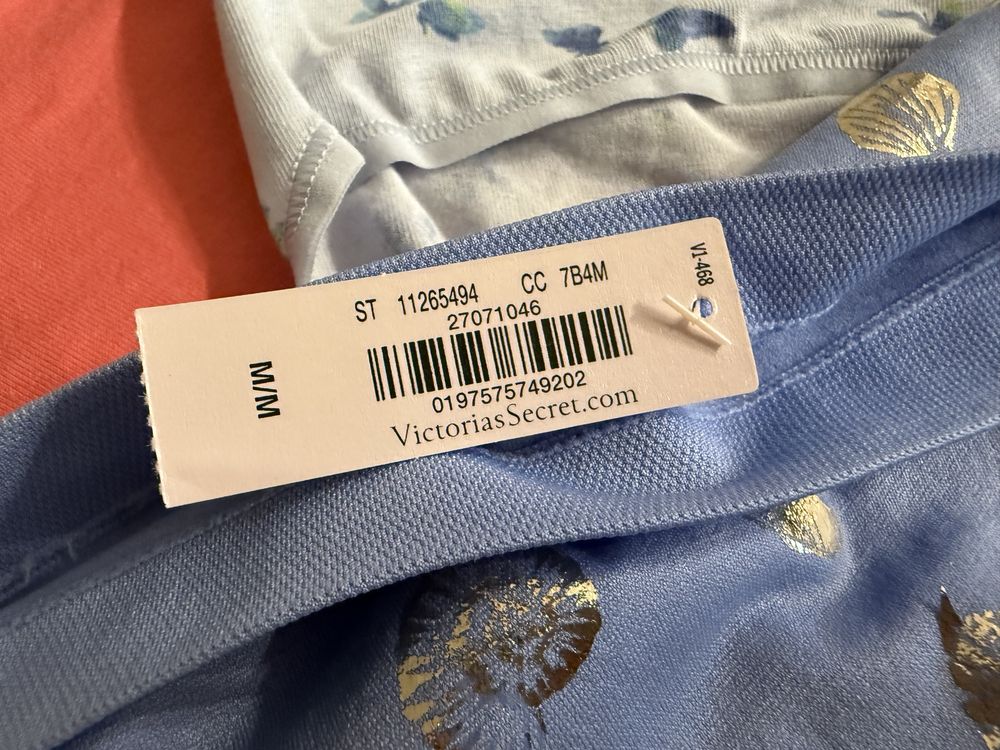 V1-468
ST 11265494 CC 7B4M
27071046
0197575749202
VictoriasSecret.com
M/M